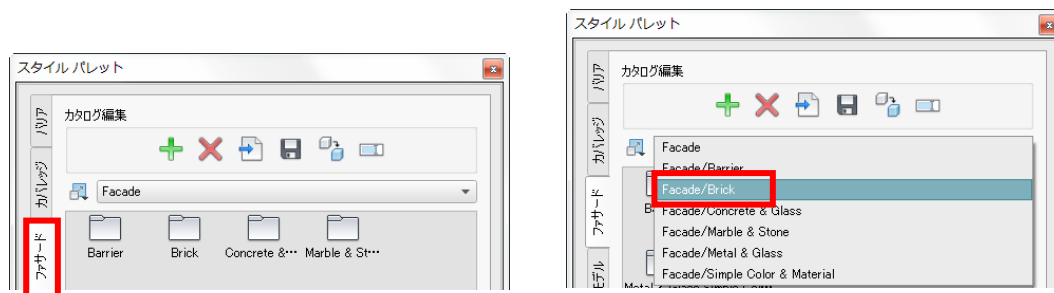 スタイル パレット
バリア
カバレッジ
ファサード
カタログ編集
Facade
Barrier
Brick
Concrete &…
Marble & St…
スタイル パレット
バリア
カバレッジ
ファサード
モデル
カタログ編集
Facade
Facade/Barrier
Facade/Brick
Facade/Concrete & Glass
Facade/Marble & Stone
Facade/Metal & Glass
Facade/Simple Color & Material